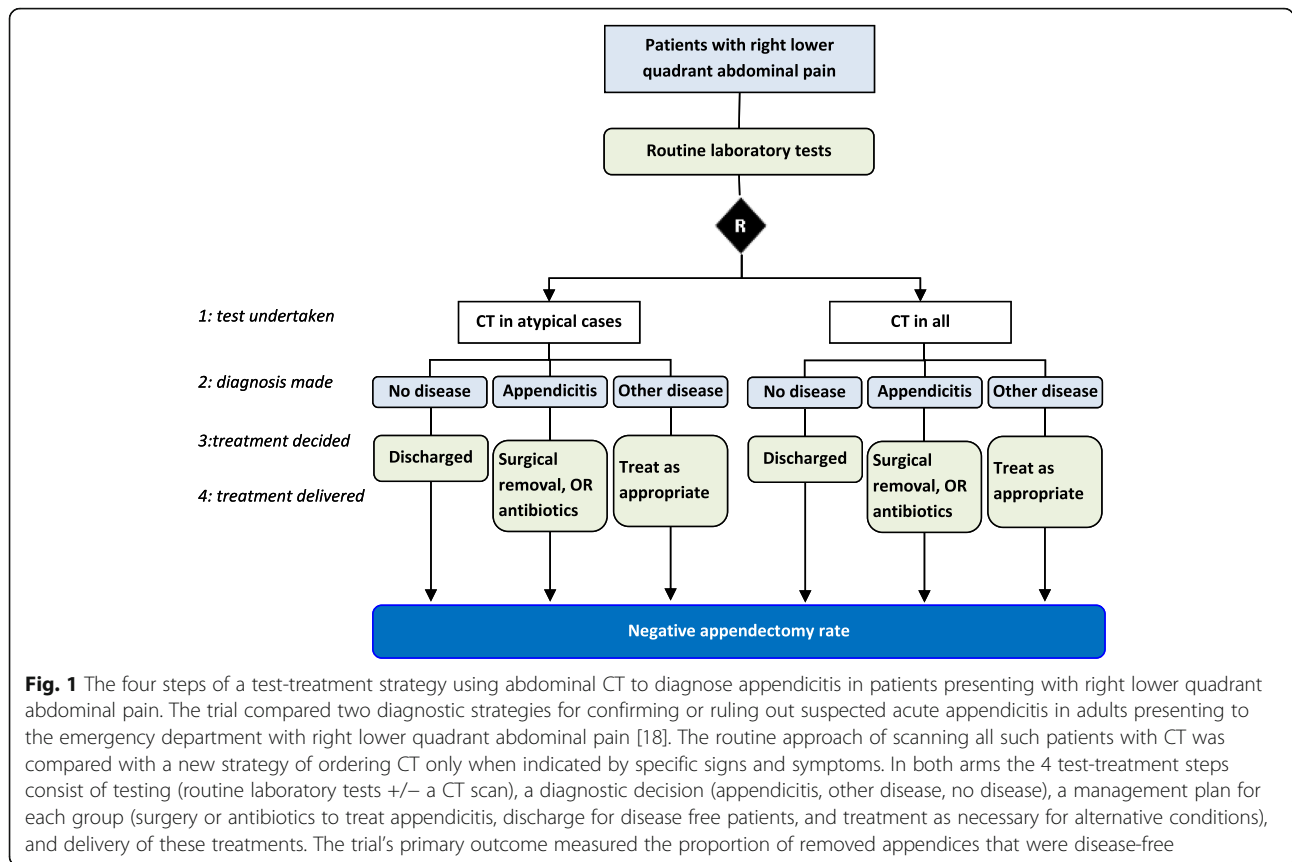 Patients with right lower
quadrant abdominal pain
Routine laboratory tests
R
1: test undertaken
CT in atypical cases
CT in all
2: diagnosis made
No disease
Appendicitis
Other disease
No disease
Appendicitis
Other disease
3:treatment decided
4: treatment delivered
Discharged
Surgical
removal, OR
antibiotics
Treat as
appropriate
Discharged
Surgical
removal, OR
antibiotics
Treat as
appropriate
Negative appendectomy rate
Fig. 1 The four steps of a test-treatment strategy using abdominal CT to diagnose appendicitis in patients presenting with right lower quadrant
abdominal pain. The trial compared two diagnostic strategies for confirming or ruling out suspected acute appendicitis in adults presenting to
the emergency department with right lower quadrant abdominal pain [18]. The routine approach of scanning all such patients with CT was
compared with a new strategy of ordering CT only when indicated by specific signs and symptoms. In both arms the 4 test-treatment steps
consist of testing (routine laboratory tests +/− a CT scan), a diagnostic decision (appendicitis, other disease, no disease), a management plan for
each group (surgery or antibiotics to treat appendicitis, discharge for disease free patients, and treatment as necessary for alternative conditions),
and delivery of these treatments. The trial's primary outcome measured the proportion of removed appendices that were disease-free